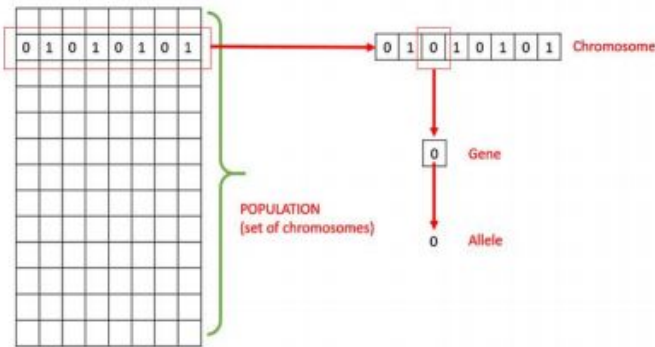 0 1 0 1 0 1 0 1
0 1 0 1 0 1 0 1
Chromosome
0
Gene
POPULATION
(set of chromosomes)
0
Allele